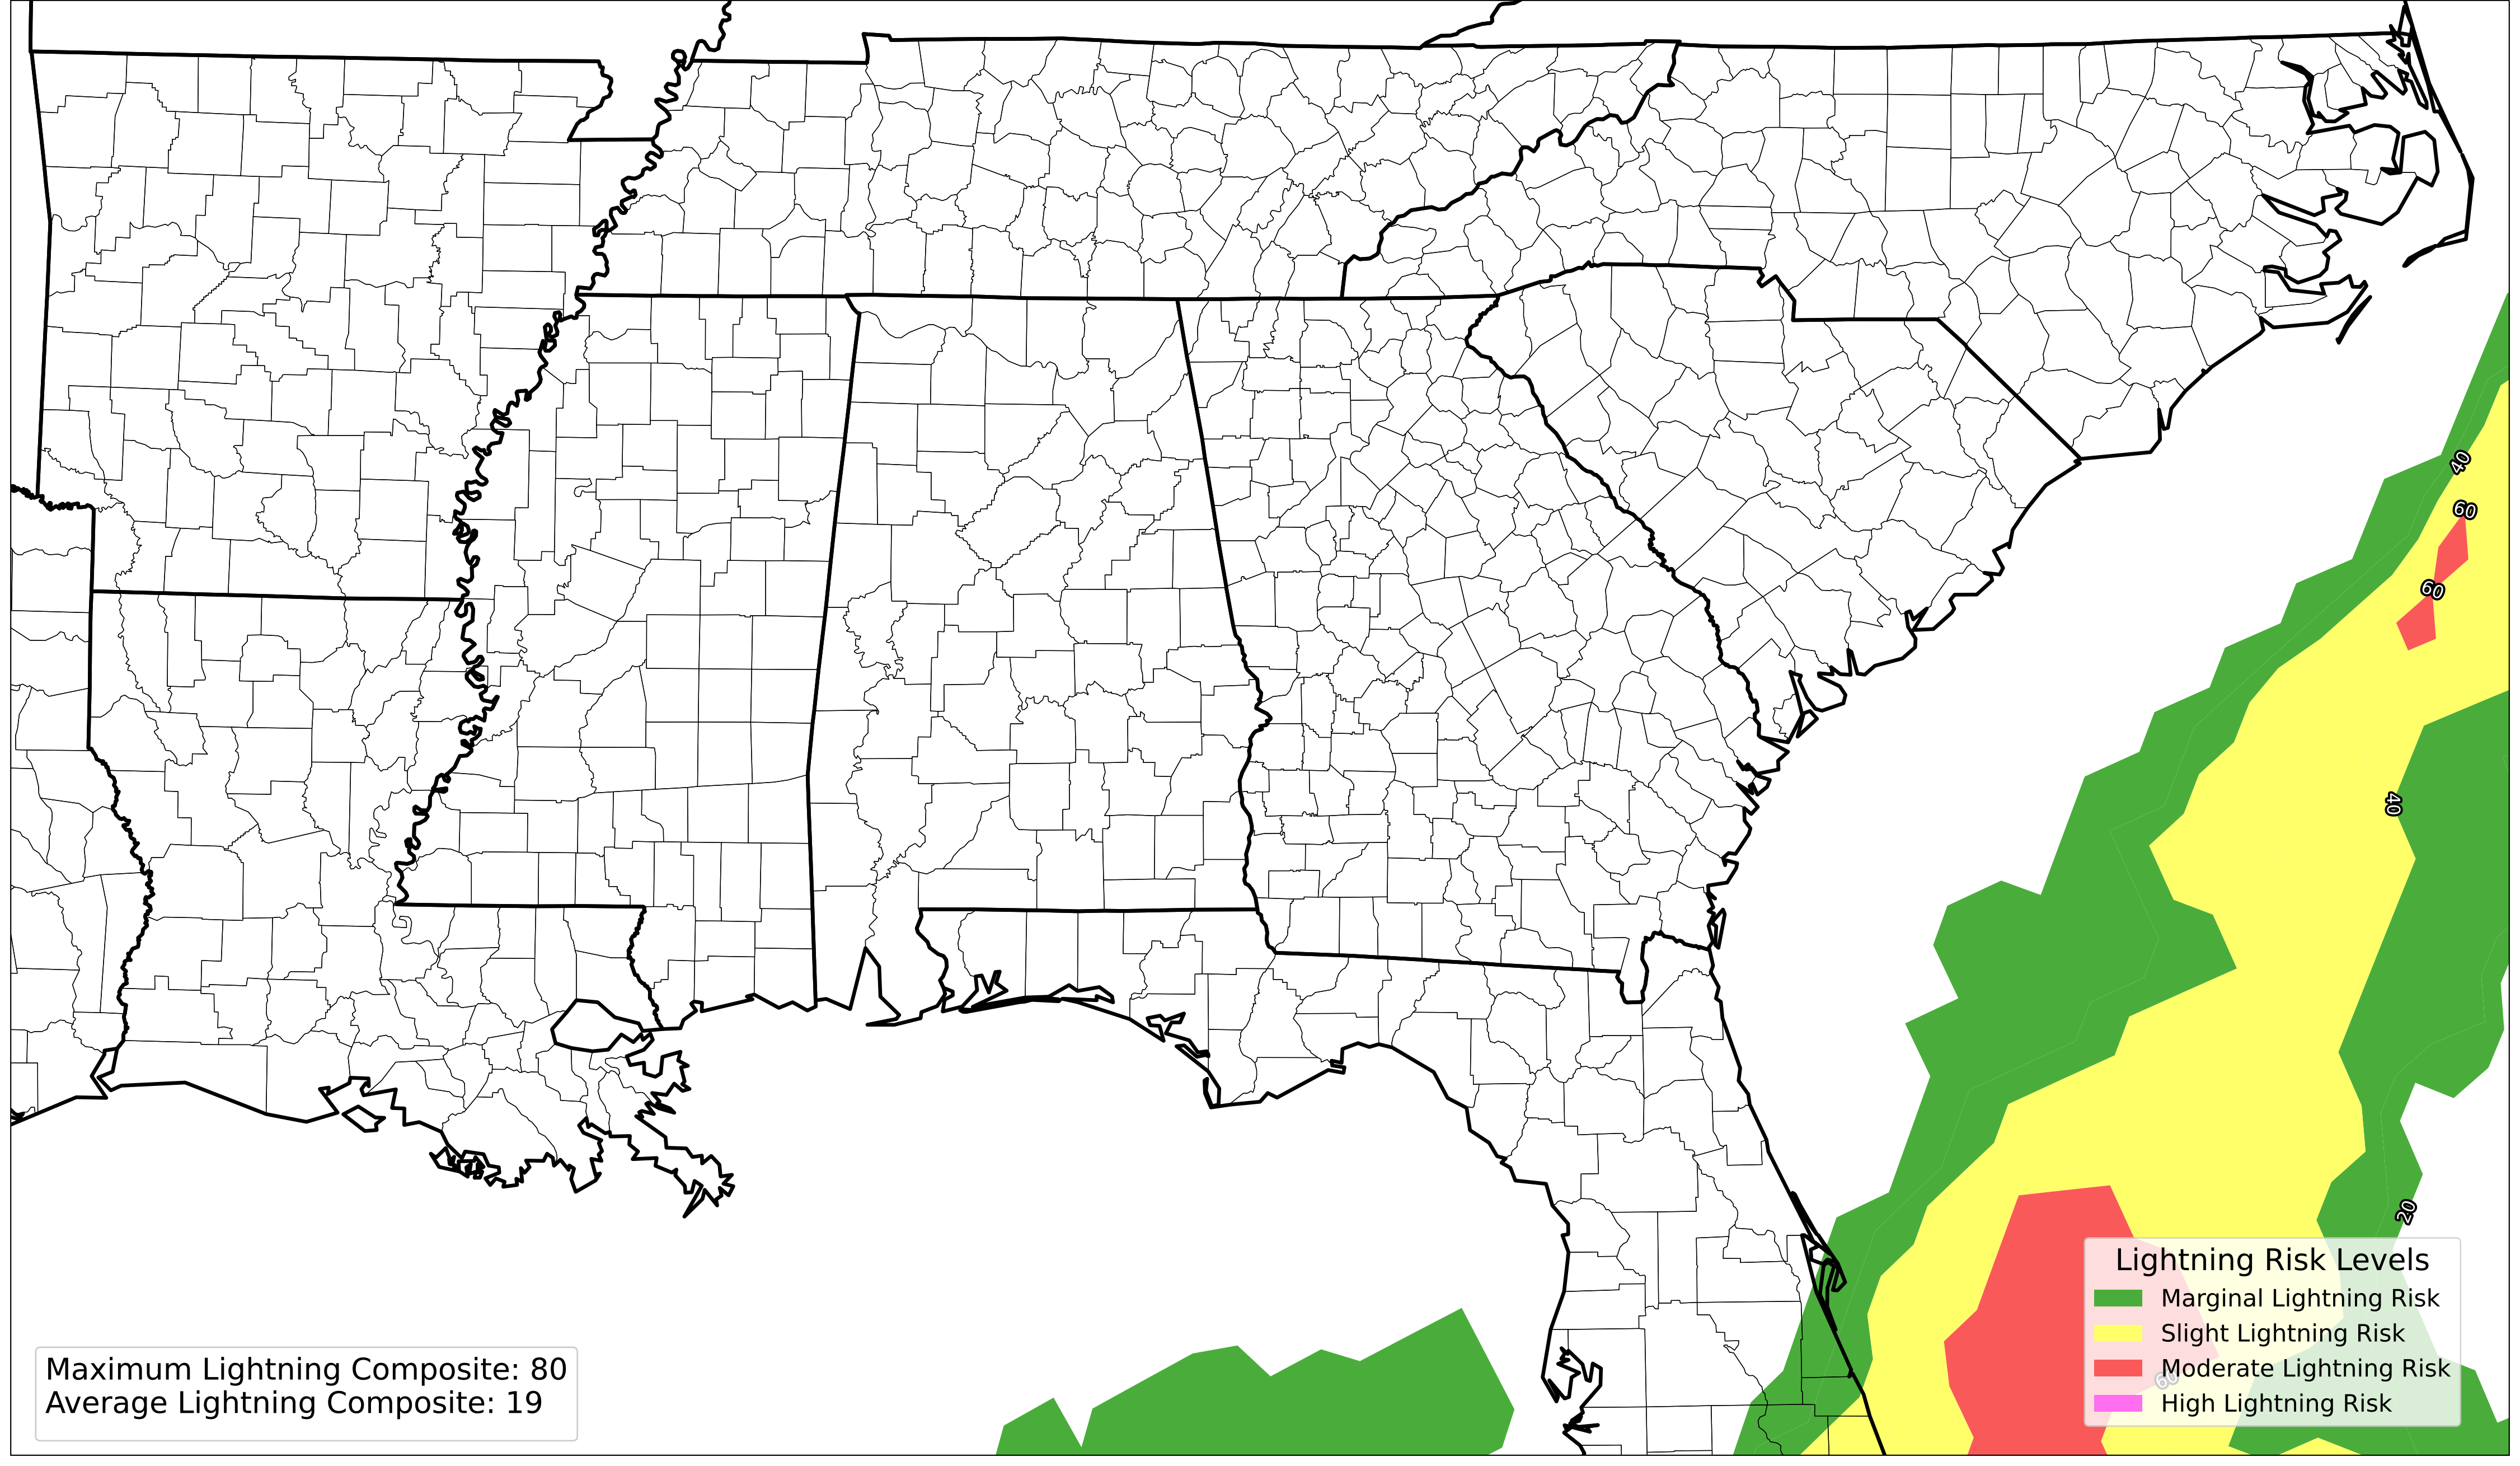 40
60
60
40
20
Lightning Risk Levels
Marginal Lightning Risk
Slight Lightning Risk
Moderate Lightning Risk
60
High Lightning Risk
Maximum Lightning Composite: 80
Average Lightning Composite: 19